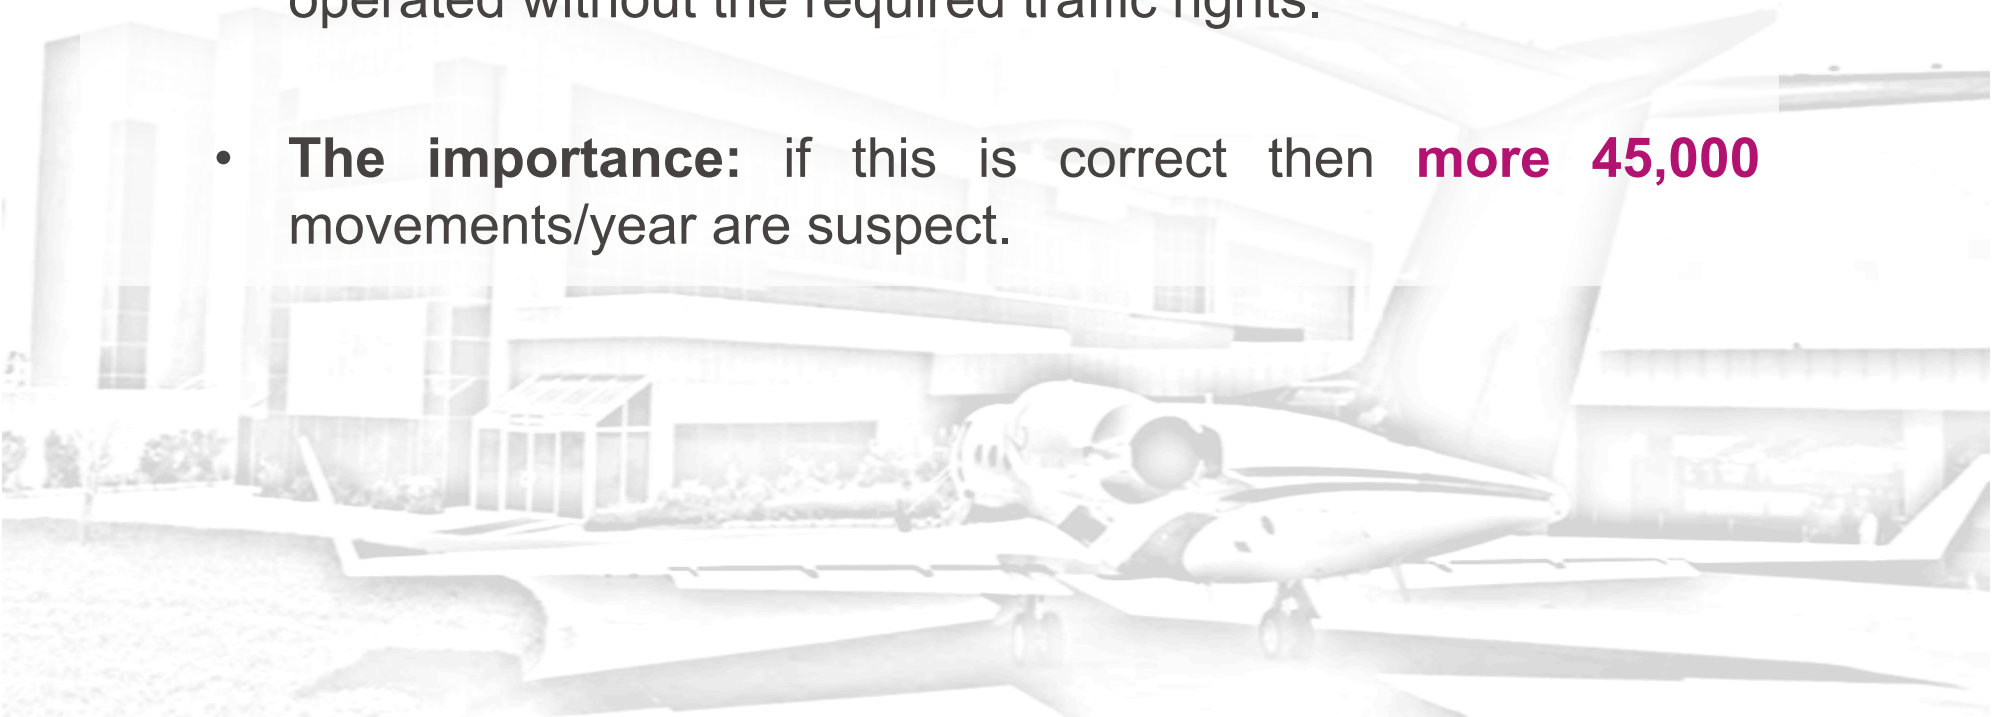 operated without the required traffic rights.
• The importance: if this is correct then more 45,000
movements/year are suspect.